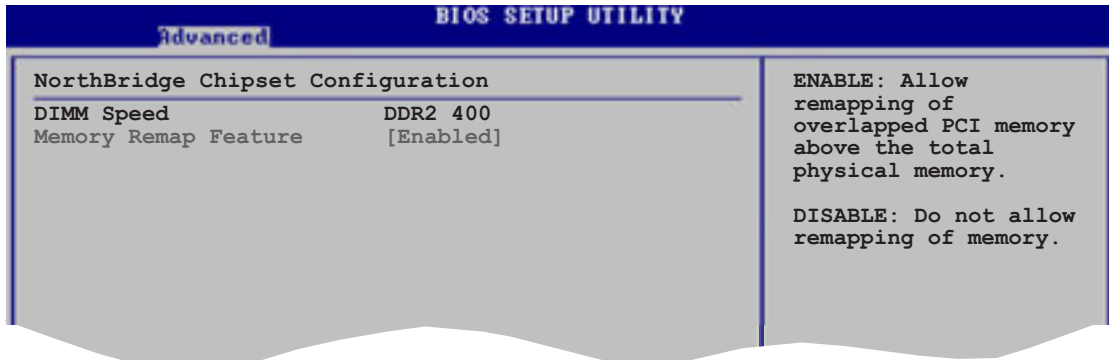 BIOS SETUP UTILITY
Advanced
NorthBridge Chipset Configuration
DIMM Speed DDR2 400
Memory Remap Feature [Enabled]
ENABLE: Allow
remapping of
overlapped PCI memory
above the total
physical memory.
DISABLE: Do not allow
remapping of memory.